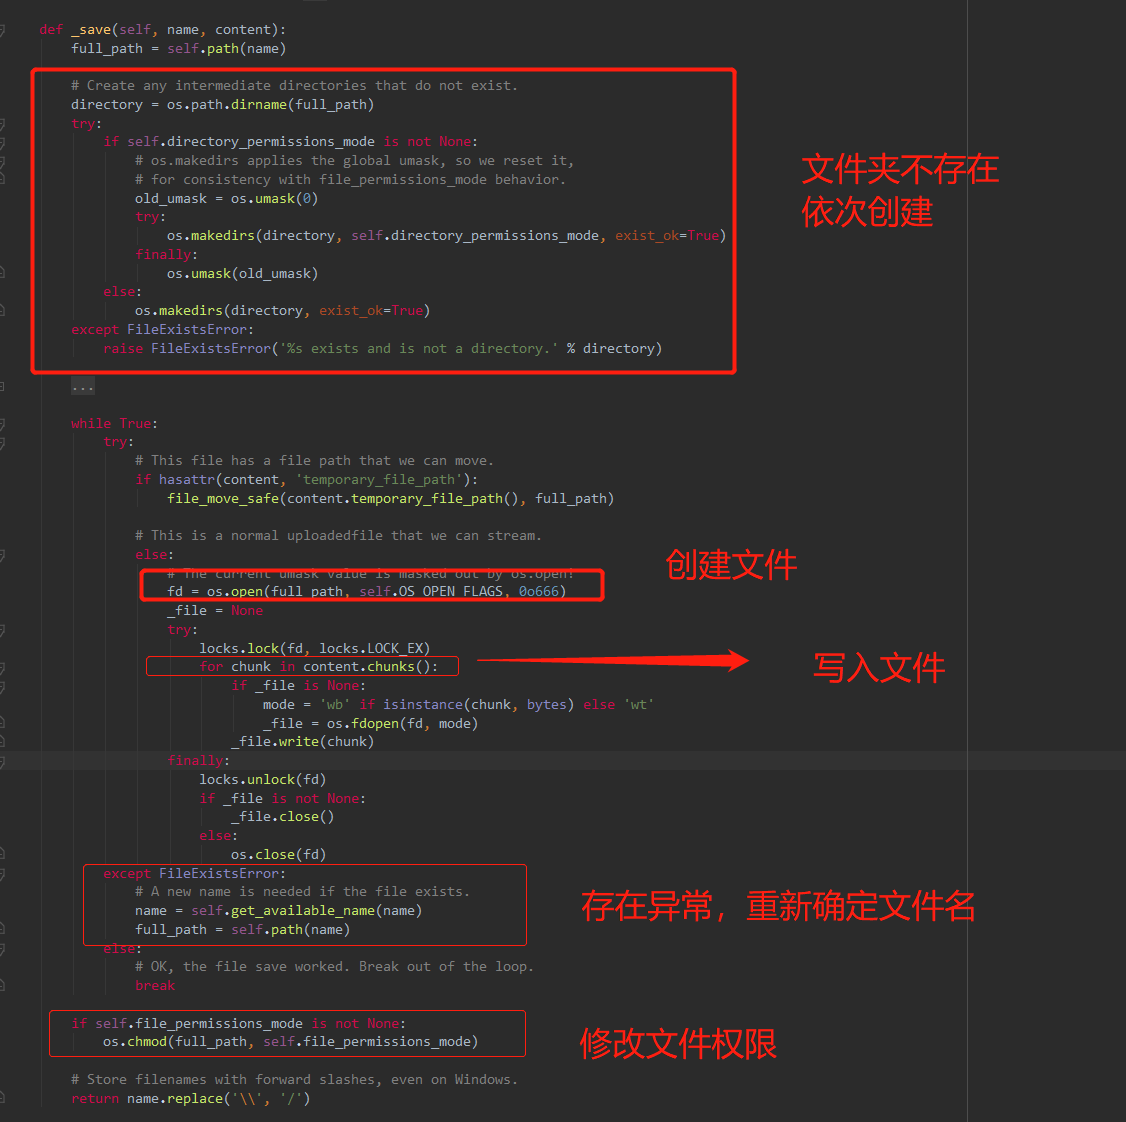 def _save(self, name, content):
full_path = self.path(name)
# Create any intermediate directories that do not exist.
directory = os.path.dirname(full_path)
try:
if self.directory_permissions_mode is not None:
# os.makedirs applies the global umask, so we reset it,
# for consistency with file_permissions_mode behavior.
old_umask = os.umask(0)
try:
os.makedirs(directory, self.directory_permissions_mode, exist_ok=True)
finally:
os.umask(old_umask)
else:
os.makedirs(directory, exist_ok=True)
except FileExistsError:
raise FileExistsError('%s exists and is not a directory.' % directory)
文件夹不存在
依次创建
...
while True:
try:
# This file has a file path that we can move.
if hasattr(content, 'temporary_file_path'):
file_move_safe(content.temporary_file_path(), full_path)
# This is a normal uploadedfile that we can stream.
else:
# The current umask value is masked out by os.open!
fd = os.open(full_path, self.OS_OPEN_FLAGS, 0o666)
创建文件
_file = None
try:
locks.lock(fd, locks.LOCK_EX)
for chunk in content.chunks():
写入文件
if _file is None:
mode = 'wb' if isinstance(chunk, bytes) else 'wt'
_file = os.fdopen(fd, mode)
_file.write(chunk)
finally:
locks.unlock(fd)
if _file is not None:
_file.close()
else:
os.close(fd)
except FileExistsError:
# A new name is needed if the file exists.
name = self.get_available_name(name)
full_path = self.path(name)
存在异常，重新确定文件名
else:
# OK, the file save worked. Break out of the loop.
break
if self.file_permissions_mode is not None:
os.chmod(full_path, self.file_permissions_mode)
修改文件权限
# Store filenames with forward slashes, even on Windows.
return name.replace('\\', '/')